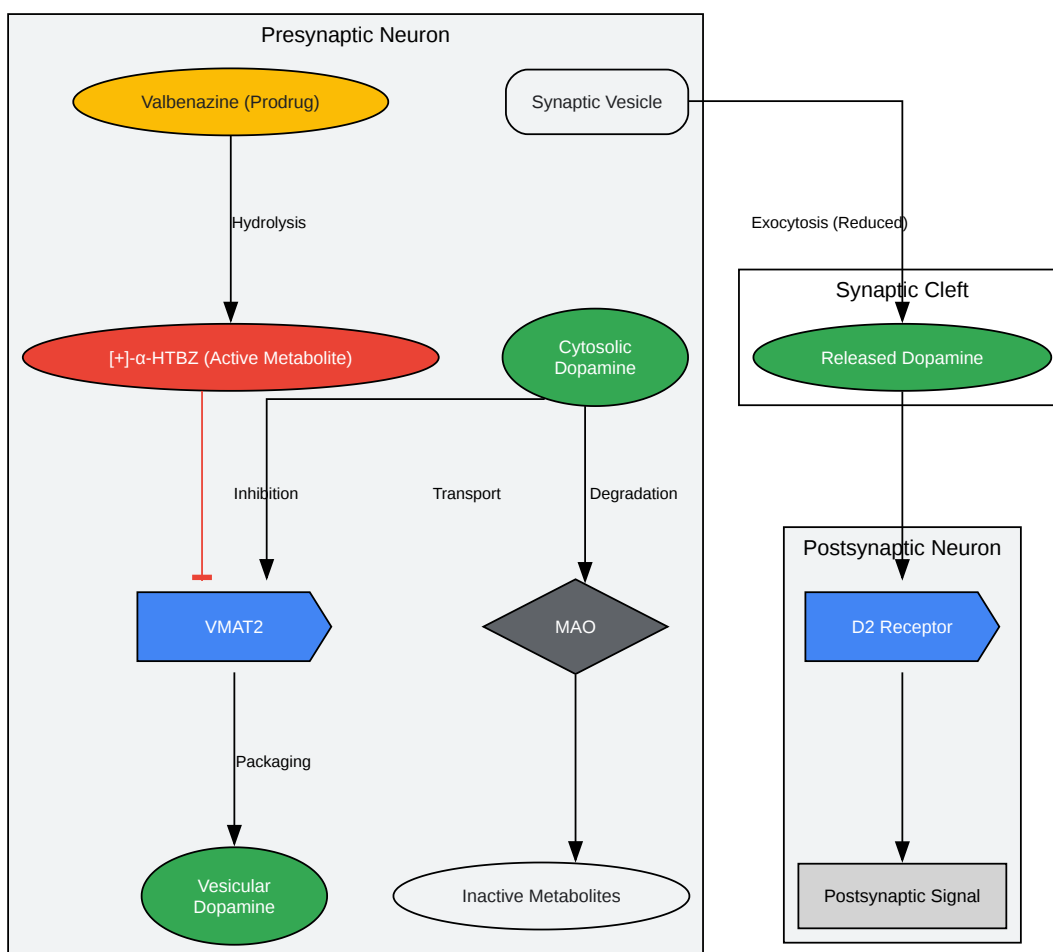 Presynaptic Neuron
Valbenazine (Prodrug)
Synaptic Vesicle
Hydrolysis
Exocytosis (Reduced)
Synaptic Cleft
[+]-α-HTBZ (Active Metabolite)
Cytosolic
Dopamine
Released Dopamine
Inhibition
Transport
Degradation
Postsynaptic Neuron
VMAT2
MAO
D2 Receptor
Packaging
Vesicular
Dopamine
Inactive Metabolites
Postsynaptic Signal